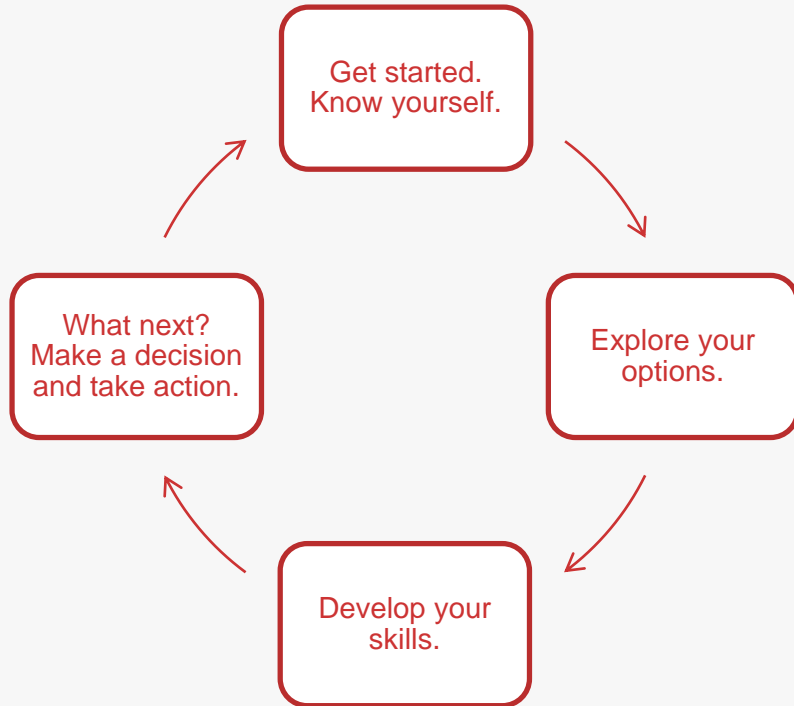 Get started.
Know yourself.
Explore your
options.
Develop your
skills.
What next?
Make a decision
and take action.